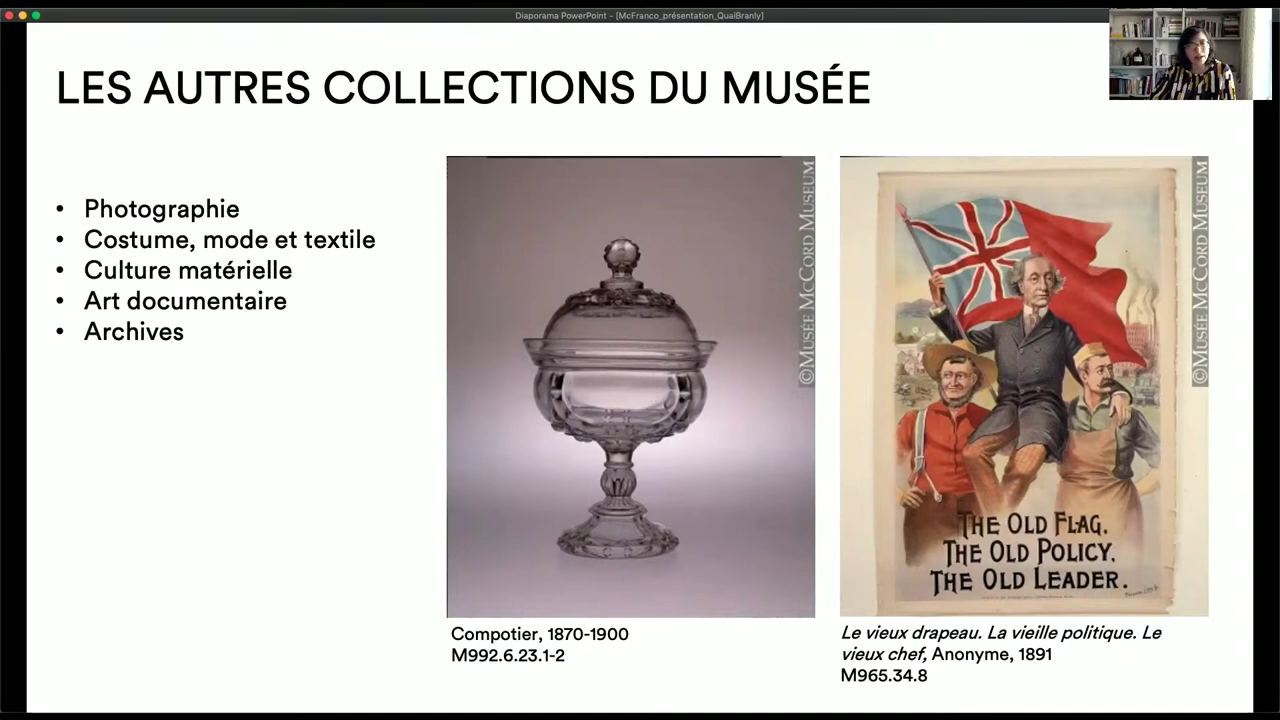 Diaporama PowerPoint - [McFranco_présentation_QuaiBranly]
LES AUTRES COLLECTIONS DU MUSÉE
• Photographie
• Costume, mode et textile
• Culture matérielle
• Art documentaire
• Archives
©MUSÉE MCCORD MUSEUM
Compotier, 1870-1900
M992.6.23.1-2
©MUSÉE MCCORD MUSEUM
THE OLD FLAG.
THE OLD POLICY.
THE OLD LEADER.
Le vieux drapeau. La vieille politique. Le
vieux chef, Anonyme, 1891
M965.34.8